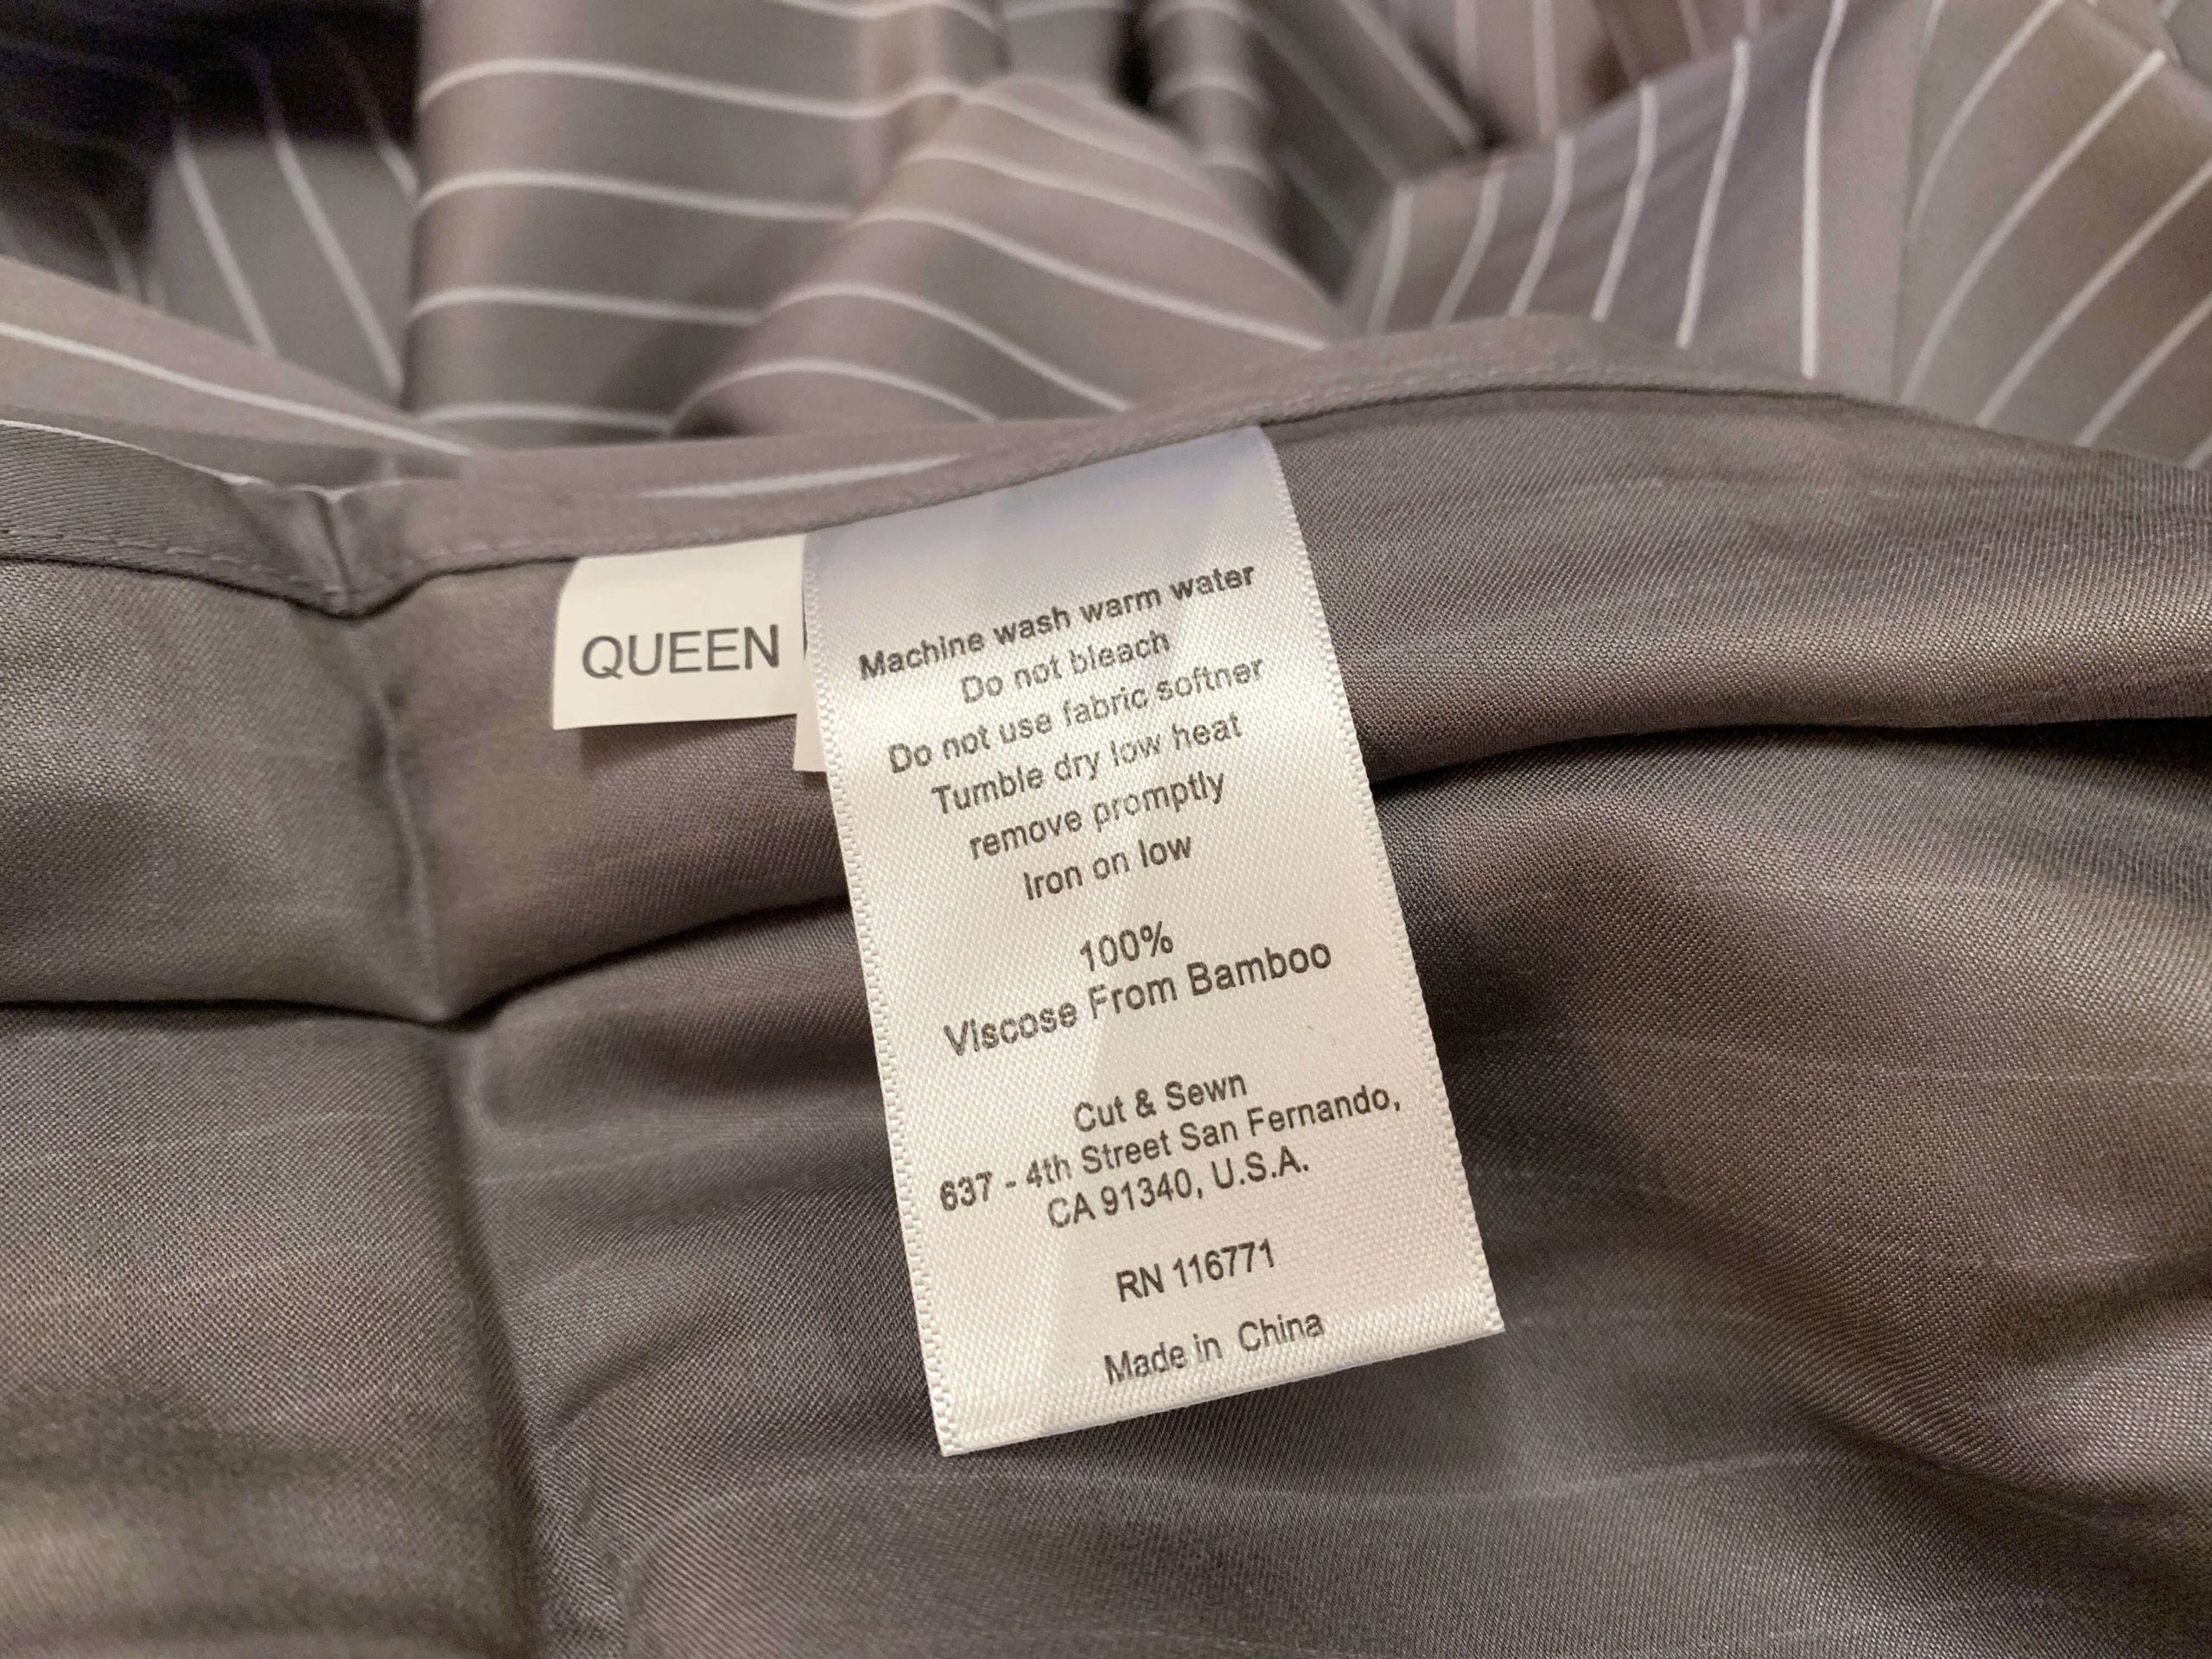 QUEEN
Machine wash warm water
Do not bleach
Do not use fabric softner
Tumble dry low heat
remove promptly
Iron on low
100%
Viscose From Bamboo
Cut & Sewn
637 - 4th Street San Fernando,
CA 91340, U.S.A.
RN 116771
Made in China